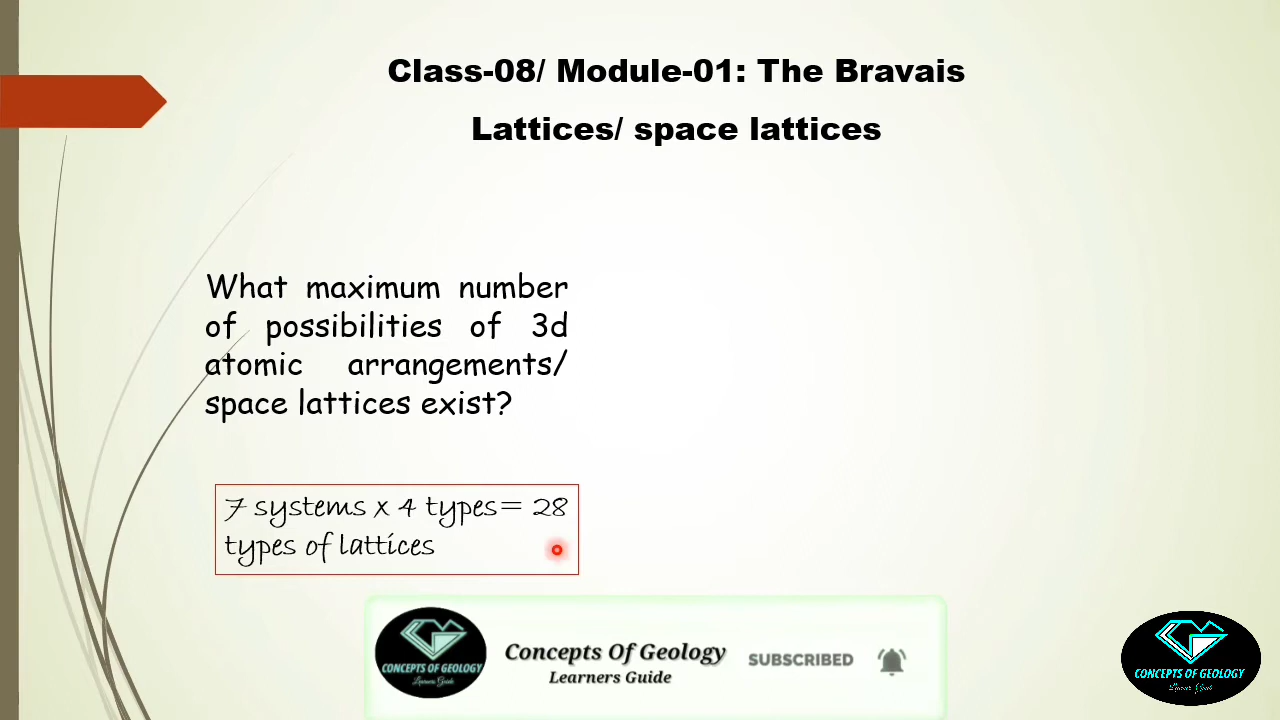 Class-08/ Module-01: The Bravais
Lattices/ space lattices
What maximum number
of possibilities of 3d
atomic arrangements/
space lattices exist?
7 systems x 4 types= 28
types of lattices
CONCEPTS OF GEOLOGY
Learners Guide
Concepts Of Geology
Learners Guide
SUBSCRIBED
CONCEPTS OF GEOLOGY